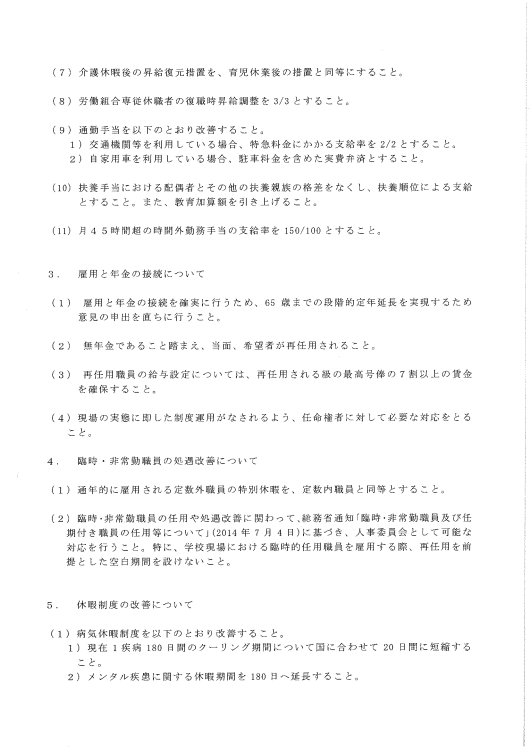 （7）介護休暇後の昇給復元措置を、育児休業後の措置と同等にすること。
（8）労働組合専従休職者の復職時昇給調整を 3/3 とすること。
（9）通勤手当を以下のとおり改善すること。
1）交通機関等を利用している場合、特急料金にかかる支給率を 2/2 とすること。
2）自家用車を利用している場合、駐車料金を含めた実費弁済とすること。
（10）扶養手当における配偶者とその他の扶養親族の格差をなくし、扶養順位による支給
とすること。また、教育加算額を引き上げること。
（11）月４５時間超の時間外勤務手当の支給率を 150/100 とすること。
３．　雇用と年金の接続について
（1）　雇用と年金の接続を確実に行うため、65 歳までの段階的定年延長を実現するため
意見の申出を直ちに行うこと。
（2）　無年金であること踏まえ、当面、希望者が再任用されること。
（3）　再任用職員の給与設定については、再任用される級の最高号俸の７割以上の賃金
を確保すること。
（4）現場の実態に即した制度運用がなされるよう、任命権者に対して必要な対応をとる
こと。
４．　臨時・非常勤職員の処遇改善について
（1）通年的に雇用される定数外職員の特別休暇を、定数内職員と同等とすること。
（2）臨時・非常勤職員の任用や処遇改善に関わって、総務省通知「臨時・非常勤職員及び任
期付き職員の任用等について」（2014 年 7 月 4 日）に基づき、人事委員会として可能な
対応を行うこと。特に、学校現場における臨時的任用職員を雇用する際、再任用を前
提とした空白期間を設けないこと。
５．　休暇制度の改善について
（1）病気休暇制度を以下のとおり改善すること。
1）現在 1 疾病 180 日間のクーリング期間について国に合わせて 20 日間に短縮する
こと。
2）メンタル疾患に関する休暇期間を 180 日へ延長すること。